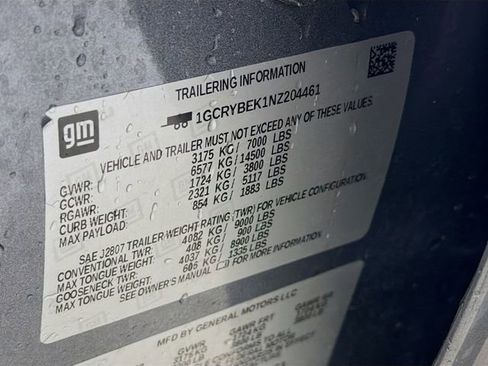 TRAILERING INFORMATION
1GCRYBEK1NZ204461
gm
VEHICLE AND TRAILER MUST NOT EXCEED ANY OF THESE VALUES
GVWR: 3175 KG / 7000 LBS
GCWR: 6577 KG / 14500 LBS
RGAWR: 1724 KG / 3800 LBS
CURB WEIGHT: 2321 KG / 5117 LBS
MAX PAYLOAD: 854 KG / 1883 LBS
SAE J2807 TRAILER WEIGHT RATING (TWR) FOR VEHICLE CONFIGURATION
CONVENTIONAL TWR: 4082 KG / 9000 LBS
MAX TONGUE WEIGHT: 408 KG / 900 LBS
GOOSENECK TWR: 4037 KG / 8900 LBS
MAX TONGUE WEIGHT: 605 KG / 1335 LBS
SEE OWNER'S MANUAL FOR MORE INFORMATION.
MFD BY GENERAL MOTORS LLC
GVWR GAWR FRT